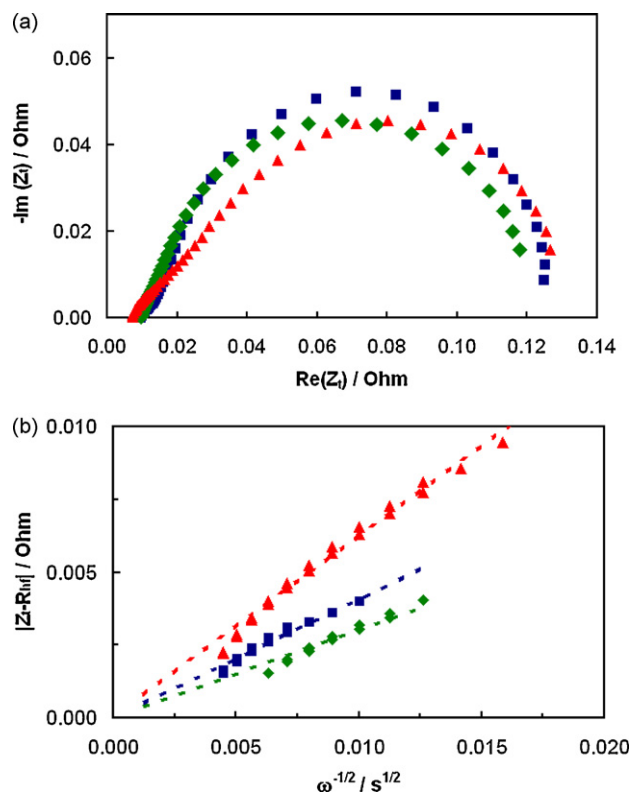 (a)
0.06
0.04
0.02
0.00
-Im (Zt) / Ohm
0.00 0.02 0.04 0.06 0.08 0.10 0.12 0.14
Re(Zt) / Ohm
(b)
0.010
0.005
0.000
|Z-Rhf| / Ohm
0.000 0.005 0.010 0.015 0.020
ω-1/2 / s1/2